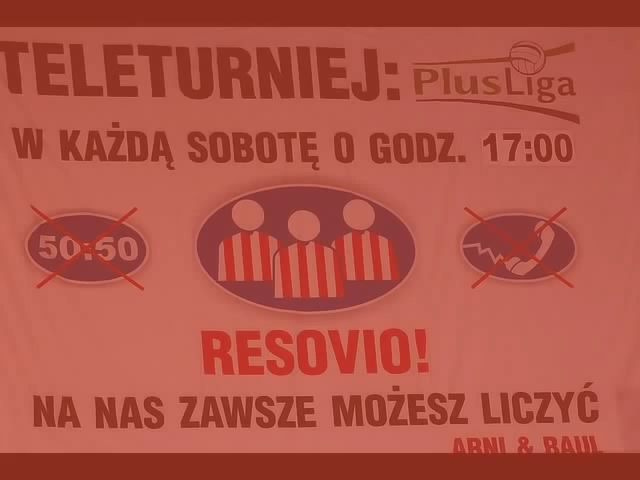 TELETURNIEJ: PlusLiga
W KAŻDĄ SOBOTĘ O GODZ. 17:00
50:50
RESOVIO!
NA NAS ZAWSZE MOŻESZ LICZYĆ
ARNI & RAUL